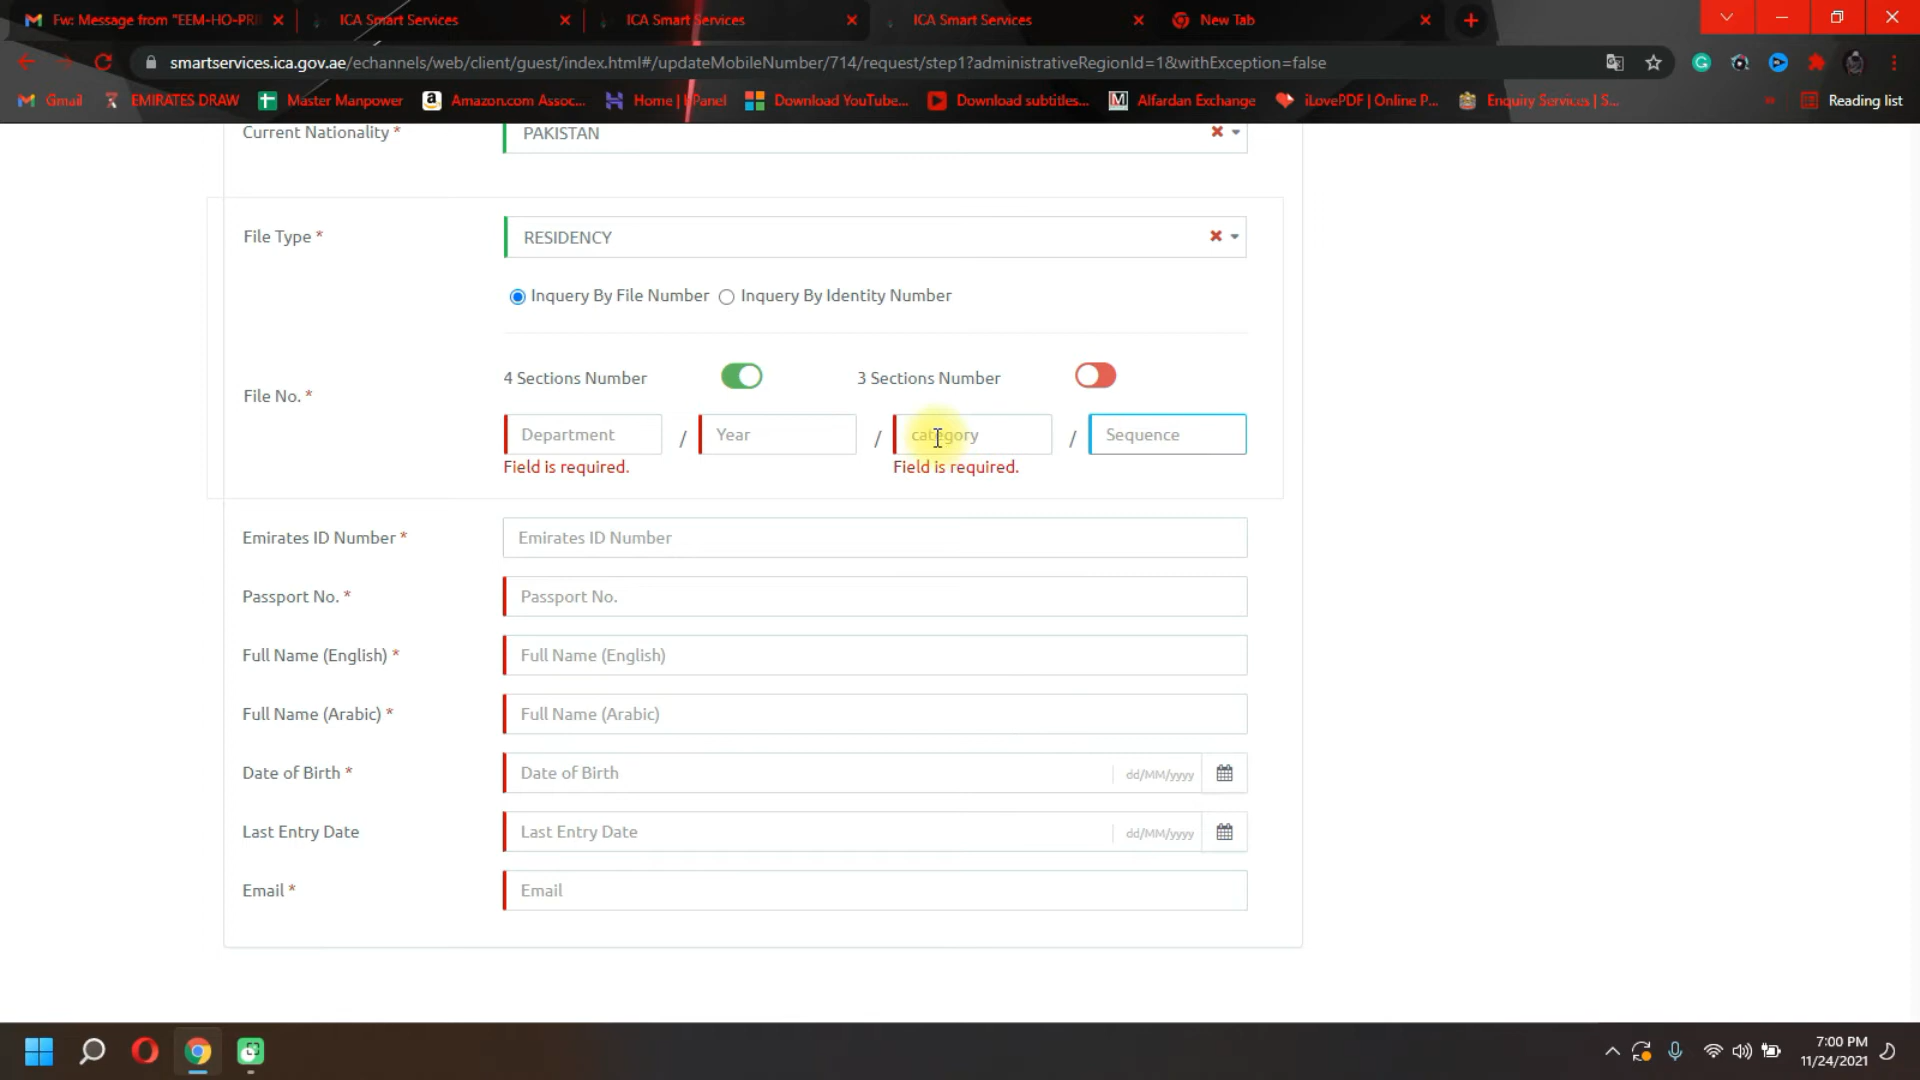 Fw: Message from "EEM-HO-PRI
ICA Smart Services
ICA Smart Services
ICA Smart Services
New Tab
smartservices.ica.gov.ae/echannels/web/client/guest/index.html#/updateMobileNumber/714/request/step1?administrativeRegionId=1&withException=false
Gmail
EMIRATES DRAW
Master Manpower
Amazon.com Assoc...
Home | hPanel
Download YouTube...
Download subtitles...
Alfardan Exchange
iLovePDF | Online P...
Enquiry Services | S...
Reading list
Current Nationality *
PAKISTAN
File Type *
RESIDENCY
Inquery By File Number
Inquery By Identity Number
4 Sections Number
3 Sections Number
File No. *
Department / Year / category / Sequence
Field is required.
Field is required.
Emirates ID Number *
Emirates ID Number
Passport No. *
Passport No.
Full Name (English) *
Full Name (English)
Full Name (Arabic) *
Full Name (Arabic)
Date of Birth *
Date of Birth
dd/MM/yyyy
Last Entry Date
Last Entry Date
dd/MM/yyyy
Email *
Email
7:00 PM
11/24/2021